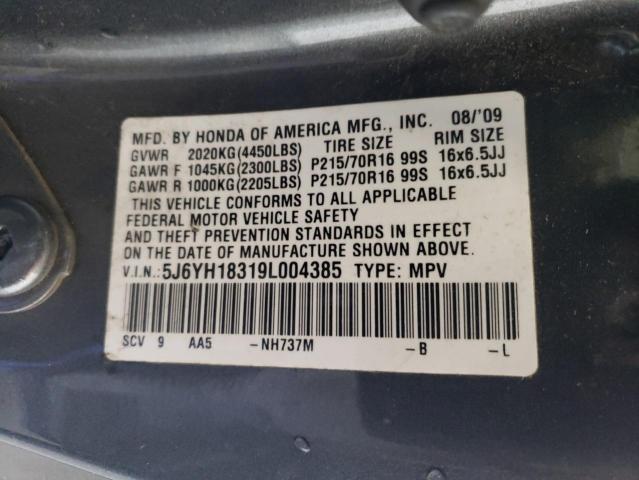 MFD. BY HONDA OF AMERICA MFG., INC. 08/'09
GVWR 2020KG(4450LBS) TIRE SIZE RIM SIZE
GAWR F 1045KG(2300LBS) P215/70R16 99S 16x6.5JJ
GAWR R 1000KG(2205LBS) P215/70R16 99S 16x6.5JJ
THIS VEHICLE CONFORMS TO ALL APPLICABLE
FEDERAL MOTOR VEHICLE SAFETY
AND THEFT PREVENTION STANDARDS IN EFFECT
ON THE DATE OF MANUFACTURE SHOWN ABOVE.
V.I.N.: 5J6YH18319L004385 TYPE: MPV
SCV 9 AA5 -NH737M -B -L